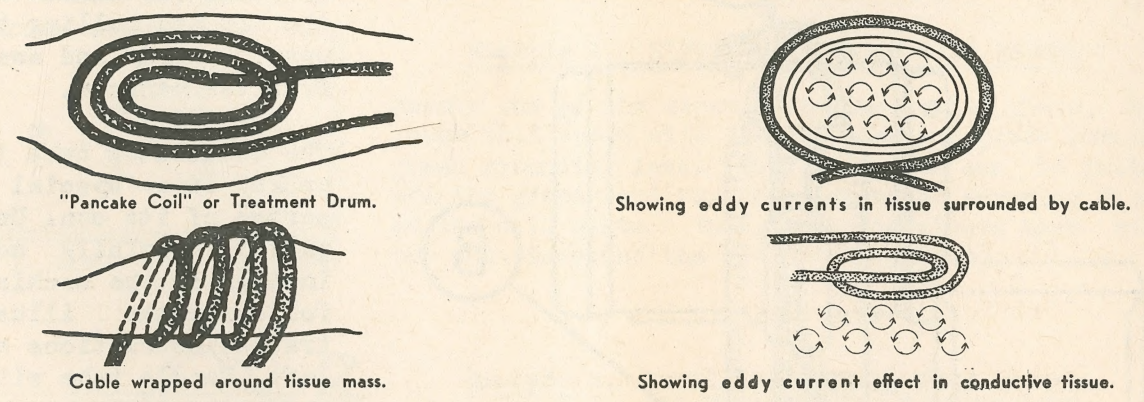 "Pancake Coil" or Treatment Drum.
Showing eddy currents in tissue surrounded by cable.
Cable wrapped around tissue mass.
Showing eddy current effect in conductive tissue.